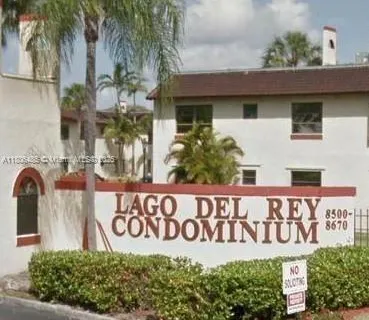 LAGO DEL REY
CONDOMINIUM
8500-
8670
NO
SOLICITING